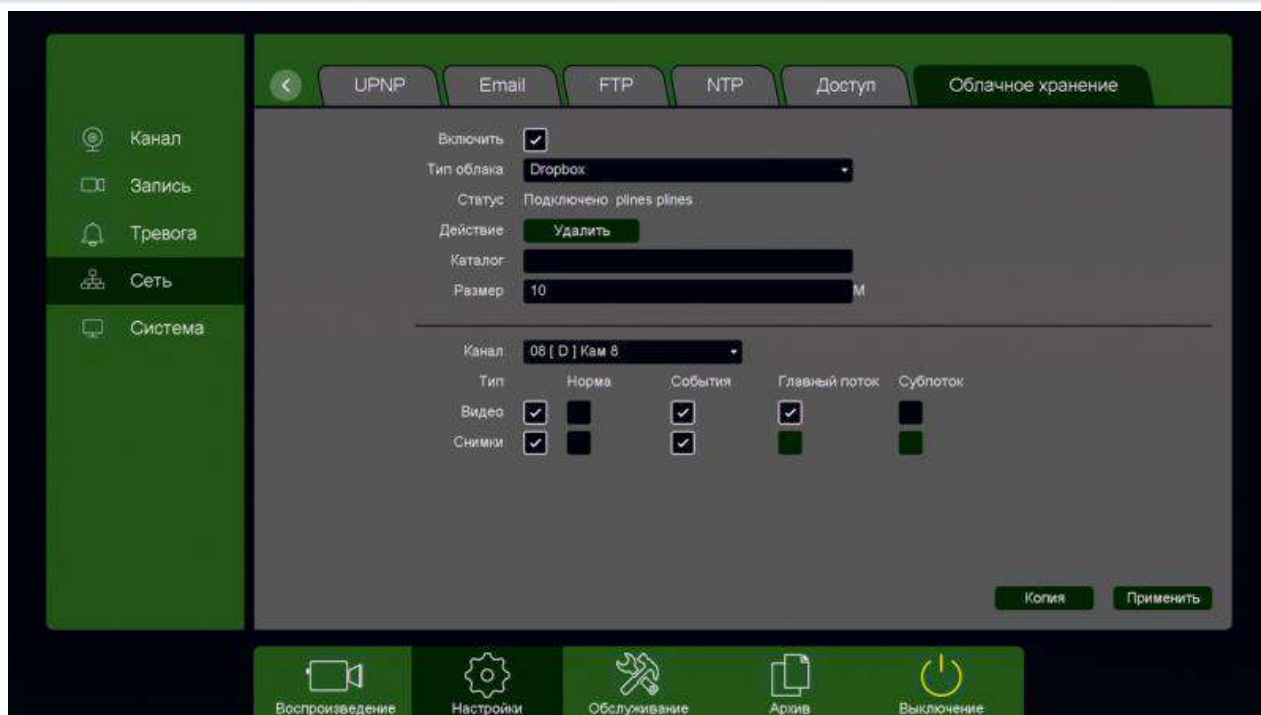 UPNP Email FTP NTP Доступ Облачное хранение
Канал
Запись
Тревога
Сеть
Система
Включить
Тип облака Dropbox
Статус Подключено plines plines
Действие Удалить
Каталог
Размер 10 М
Канал 08 [ D ] Кам 8
Тип Норма События Главный поток Субпоток
Видео
Снимки
Копия Применить
Воспроизведение Настройки Обслуживание Архив Выключение